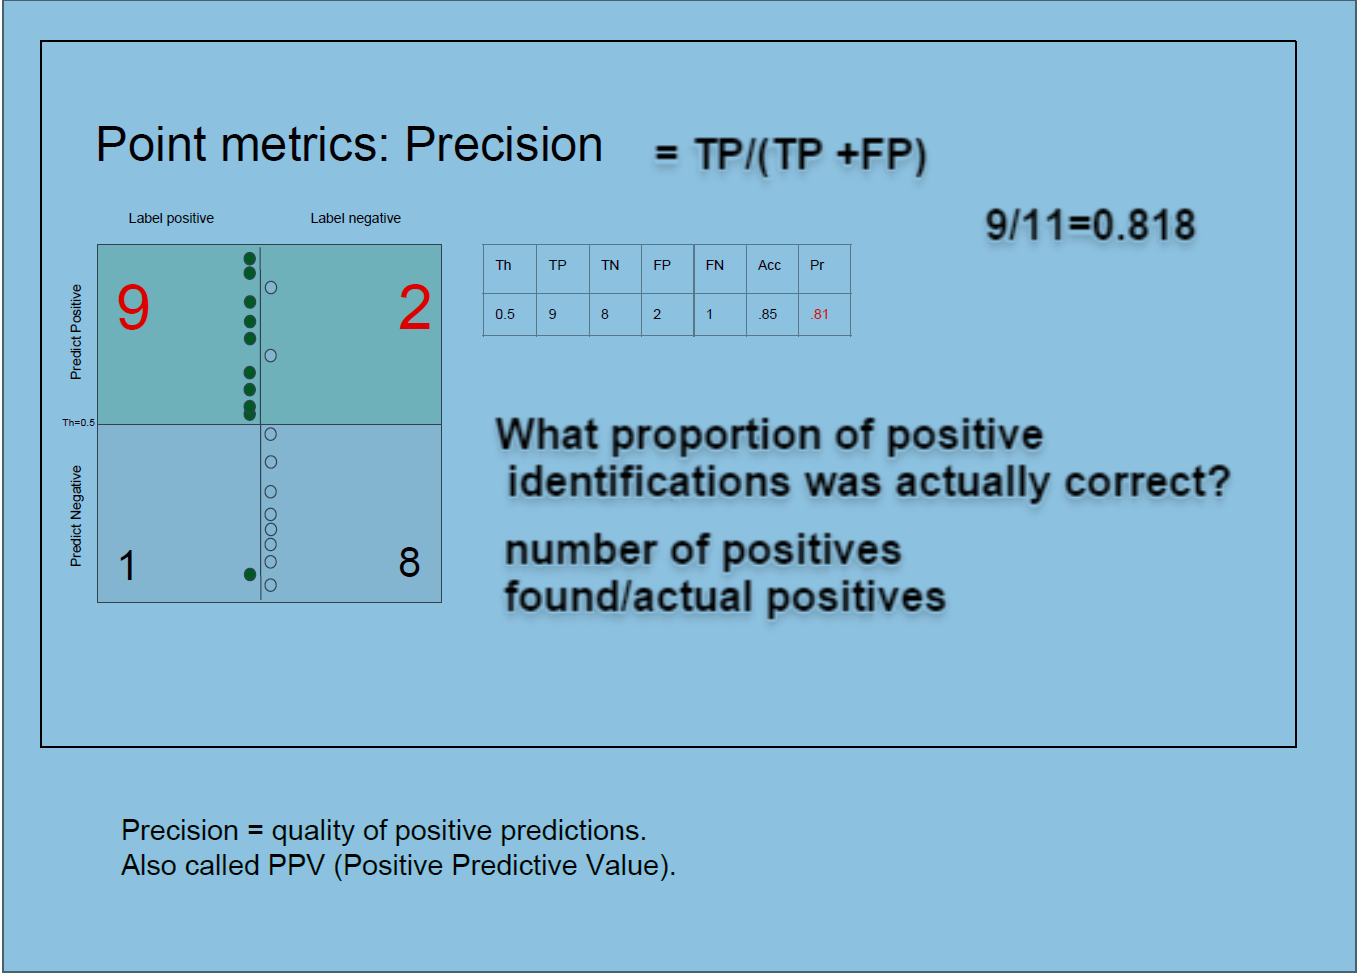 Point metrics: Precision = TP/(TP +FP)
9/11=0.818
Label positive Label negative
Predict Positive
9 2
Th=0.5
Predict Negative
1 8
Th TP TN FP FN Acc Pr
0.5 9 8 2 1 .85 .81
What proportion of positive
identifications was actually correct?
number of positives
found/actual positives
Precision = quality of positive predictions.
Also called PPV (Positive Predictive Value).